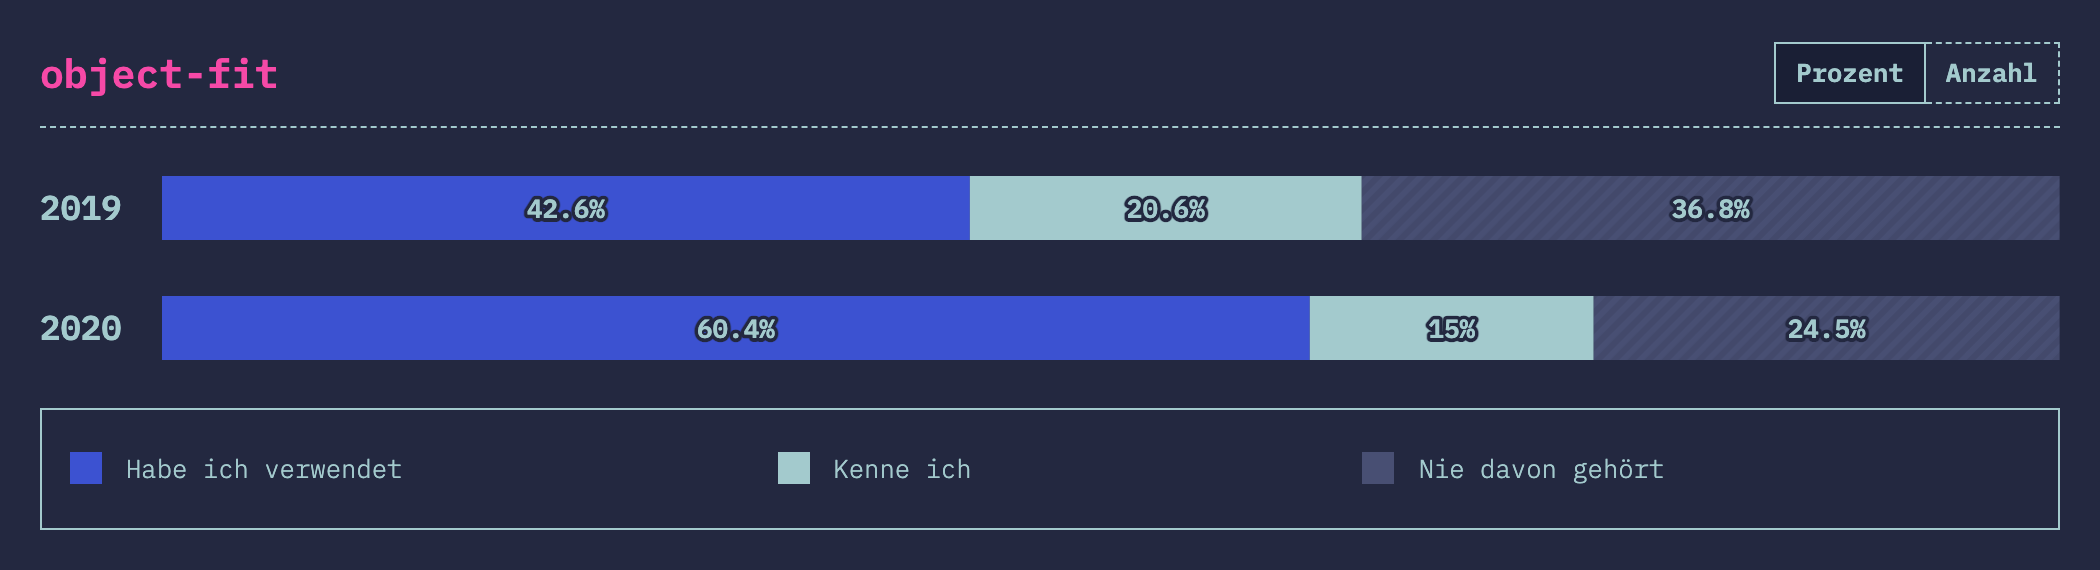 object-fit
Prozent Anzahl
2019 42.6% 20.6% 36.8%
2020 60.4% 15% 24.5%
Habe ich verwendet Kenne ich Nie davon gehört